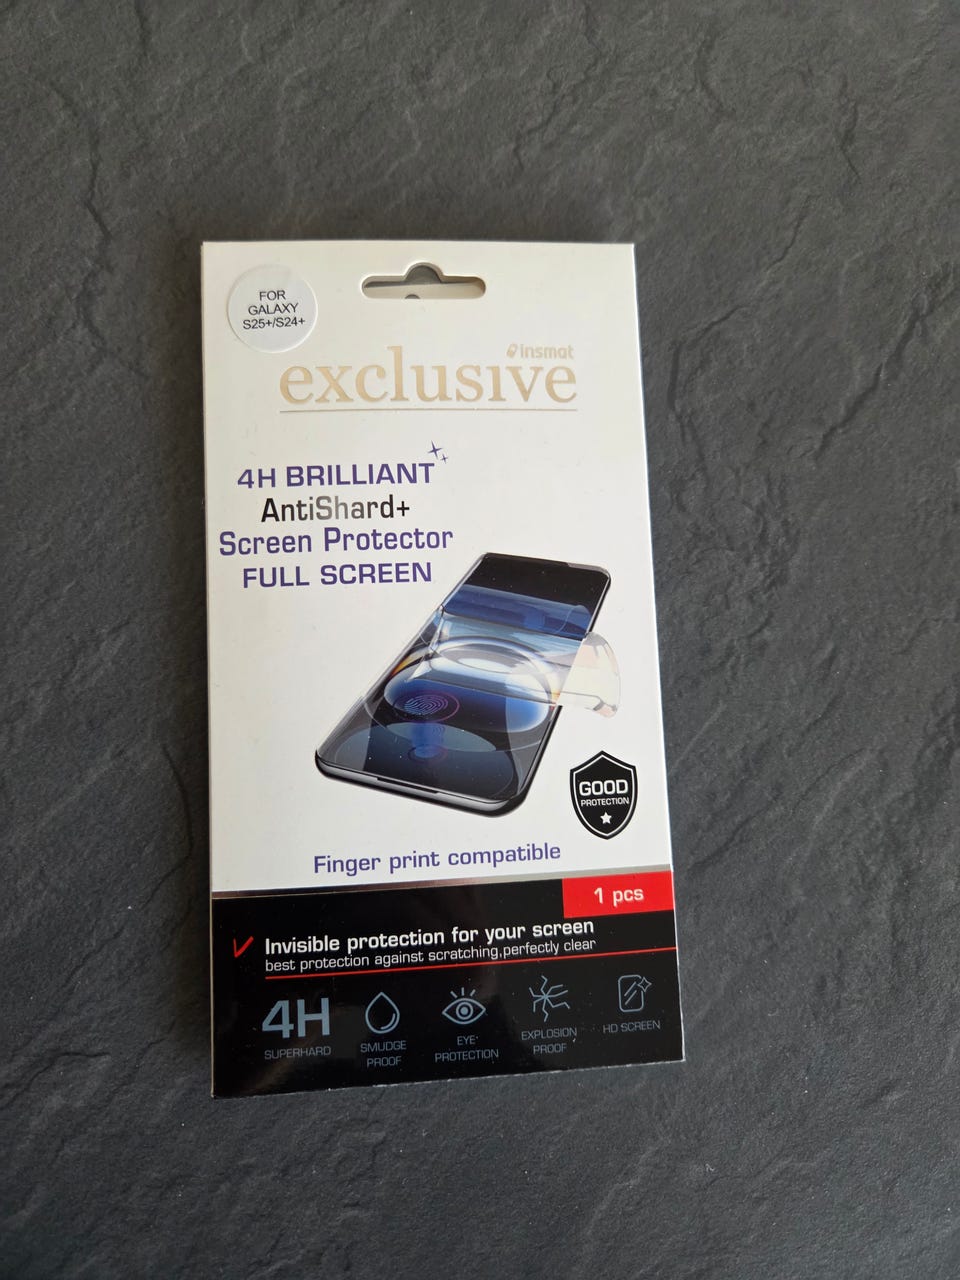 FOR
GALAXY
S25+/S24+
insmat
exclusive
4H BRILLIANT
AntiShard+
Screen Protector
FULL SCREEN
GOOD
PROTECTION
Finger print compatible
1 pcs
Invisible protection for your screen
best protection against scratching,perfectly clear
4H
SUPERHARD
SMUDGE
PROOF
EYE
PROTECTION
EXPLOSION
PROOF
HD SCREEN